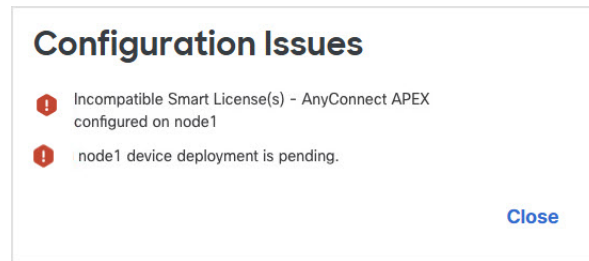 Configuration Issues
Incompatible Smart License(s) - AnyConnect APEX
configured on node1
node1 device deployment is pending.
Close